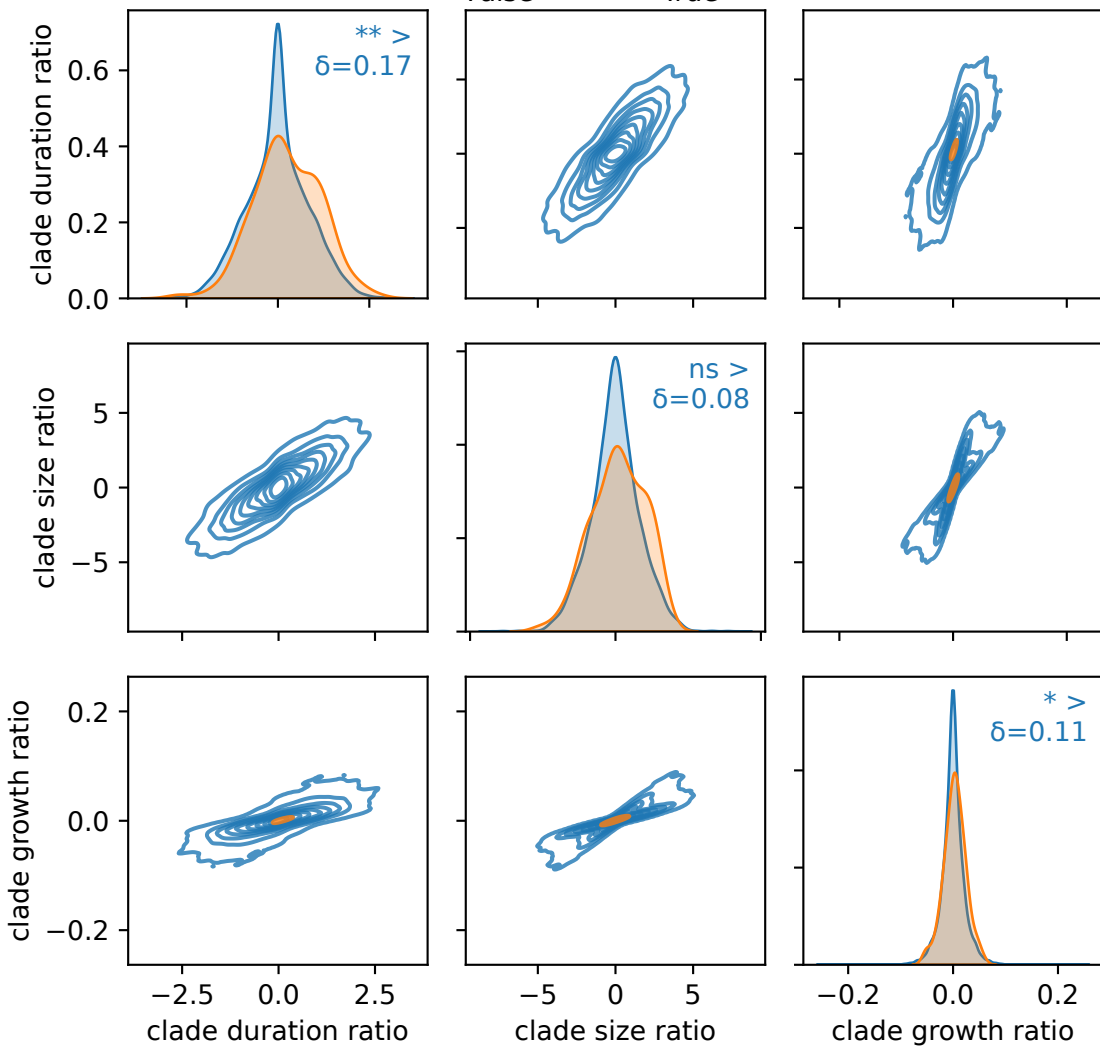 clade duration ratio
0.6
0.4
0.2
0.0
** >
δ=0.17
clade size ratio
5
0
−5
ns >
δ=0.08
clade growth ratio
0.2
0.0
−0.2
* >
δ=0.11
−2.5 0.0 2.5
−5 0 5
−0.2 0.0 0.2
clade duration ratio
clade size ratio
clade growth ratio